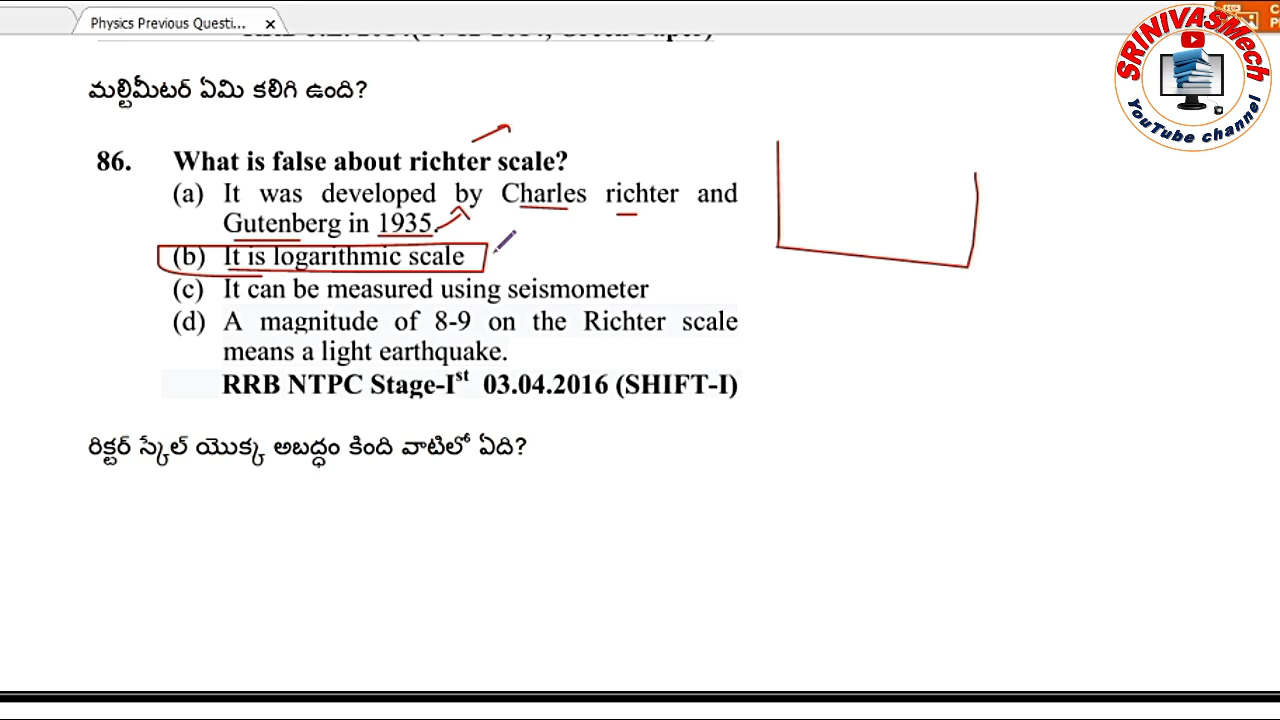 Physics Previous Questi...
మల్టిమీటర్ ఏమి కలిగి ఉంది?
SRINIVASMech
YouTube channel
86. What is false about richter scale?
(a) It was developed by Charles richter and
Gutenberg in 1935.
(b) It is logarithmic scale
(c) It can be measured using seismometer
(d) A magnitude of 8-9 on the Richter scale
means a light earthquake.
RRB NTPC Stage-Ist 03.04.2016 (SHIFT-I)
రిక్టర్ స్కేల్ యొక్క అబద్ధం కింది వాటిలో ఏది?